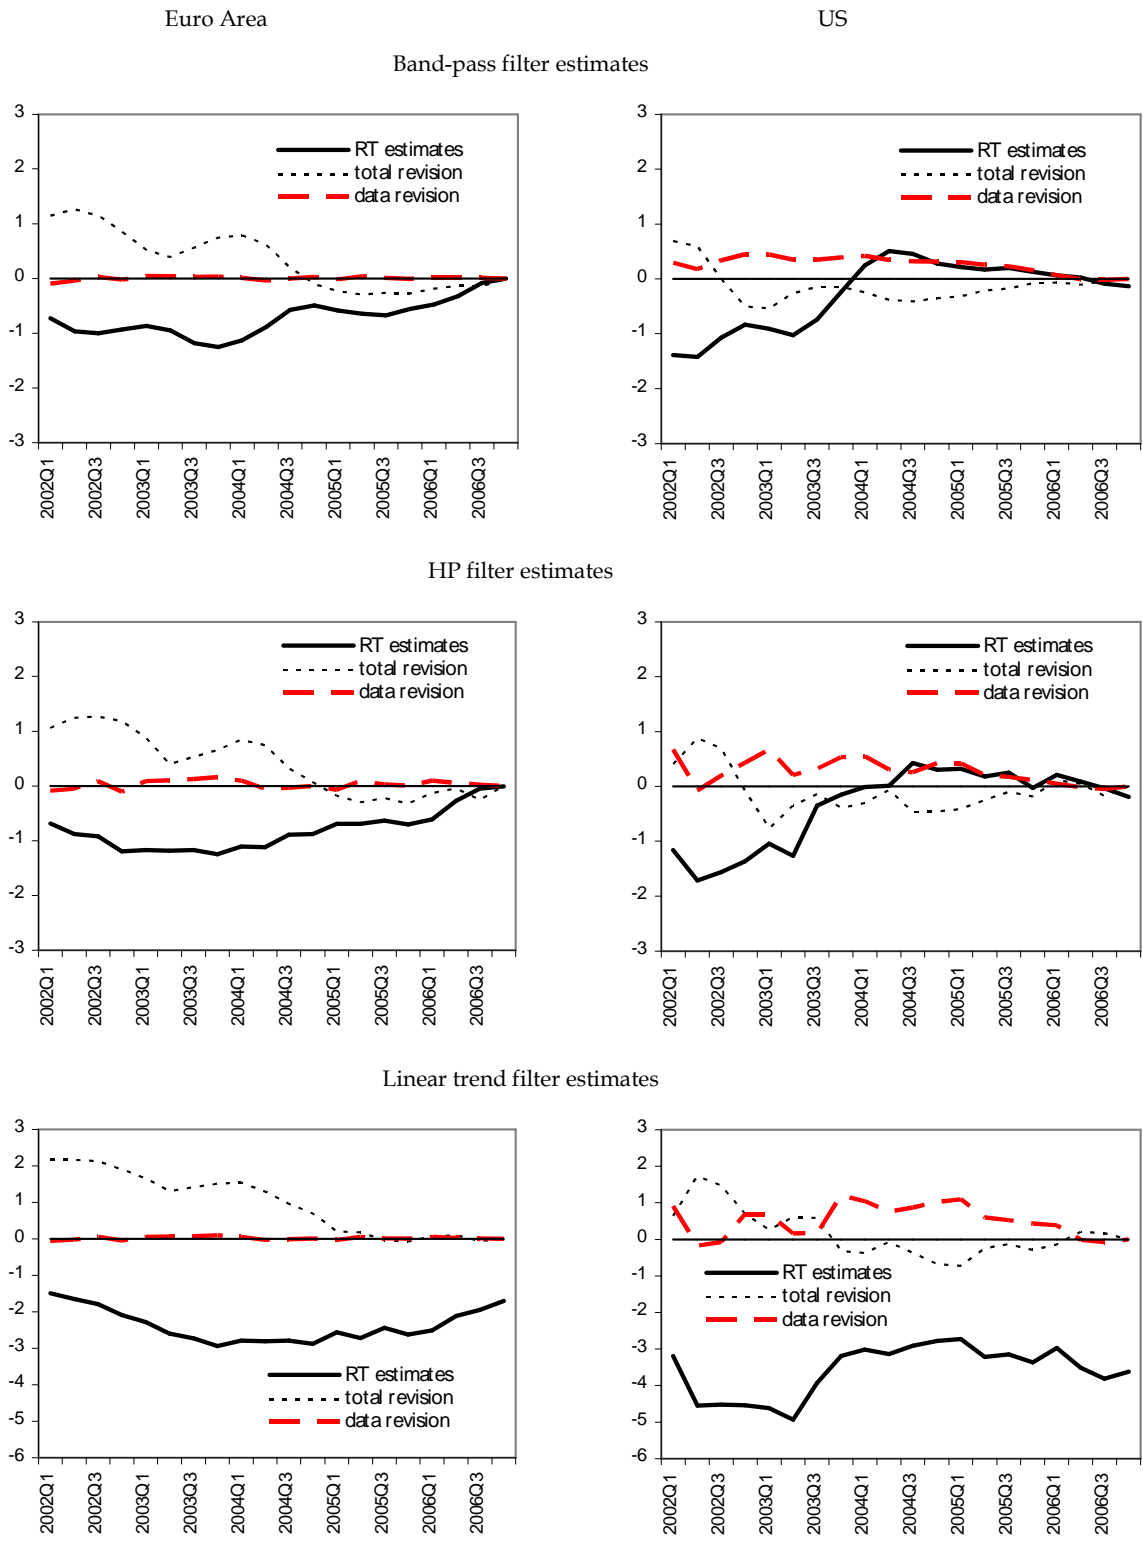 Euro Area
US
Band-pass filter estimates
3
2
1
0
-1
-2
-3
RT estimates
total revision
data revision
2002Q1
2002Q3
2003Q1
2003Q3
2004Q1
2004Q3
2005Q1
2005Q3
2006Q1
2006Q3
3
2
1
0
-1
-2
-3
RT estimates
total revision
data revision
2002Q1
2002Q3
2003Q1
2003Q3
2004Q1
2004Q3
2005Q1
2005Q3
2006Q1
2006Q3
HP filter estimates
3
2
1
0
-1
-2
-3
RT estimates
total revision
data revision
2002Q1
2002Q3
2003Q1
2003Q3
2004Q1
2004Q3
2005Q1
2005Q3
2006Q1
2006Q3
3
2
1
0
-1
-2
-3
RT estimates
total revision
data revision
2002Q1
2002Q3
2003Q1
2003Q3
2004Q1
2004Q3
2005Q1
2005Q3
2006Q1
2006Q3
Linear trend filter estimates
3
2
1
0
-1
-2
-3
-4
-5
-6
RT estimates
total revision
data revision
2002Q1
2002Q3
2003Q1
2003Q3
2004Q1
2004Q3
2005Q1
2005Q3
2006Q1
2006Q3
3
2
1
0
-1
-2
-3
-4
-5
-6
RT estimates
total revision
data revision
2002Q1
2002Q3
2003Q1
2003Q3
2004Q1
2004Q3
2005Q1
2005Q3
2006Q1
2006Q3